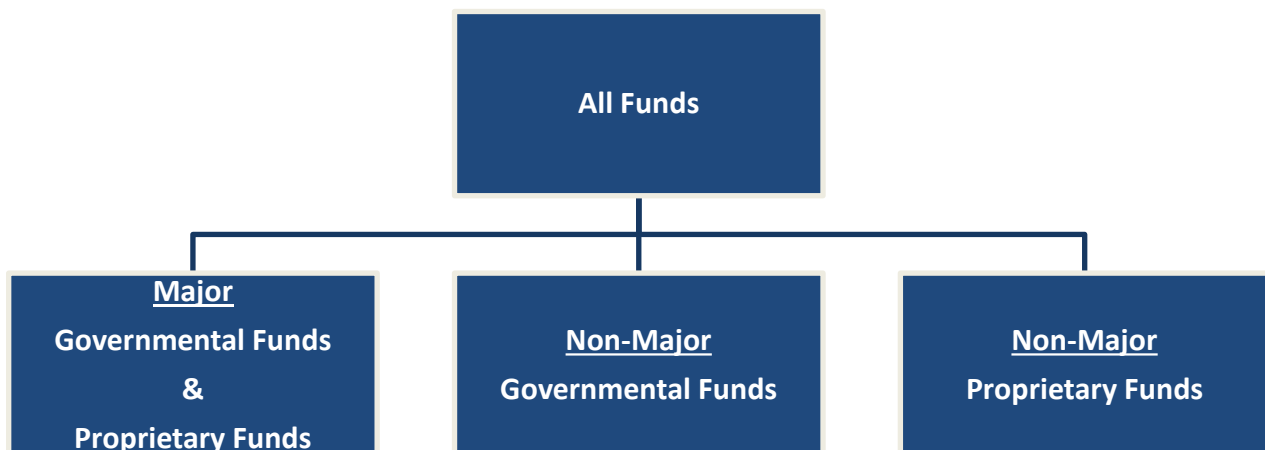 All Funds
Major
Governmental Funds
&
Proprietary Funds
Non-Major
Governmental Funds
Non-Major
Proprietary Funds